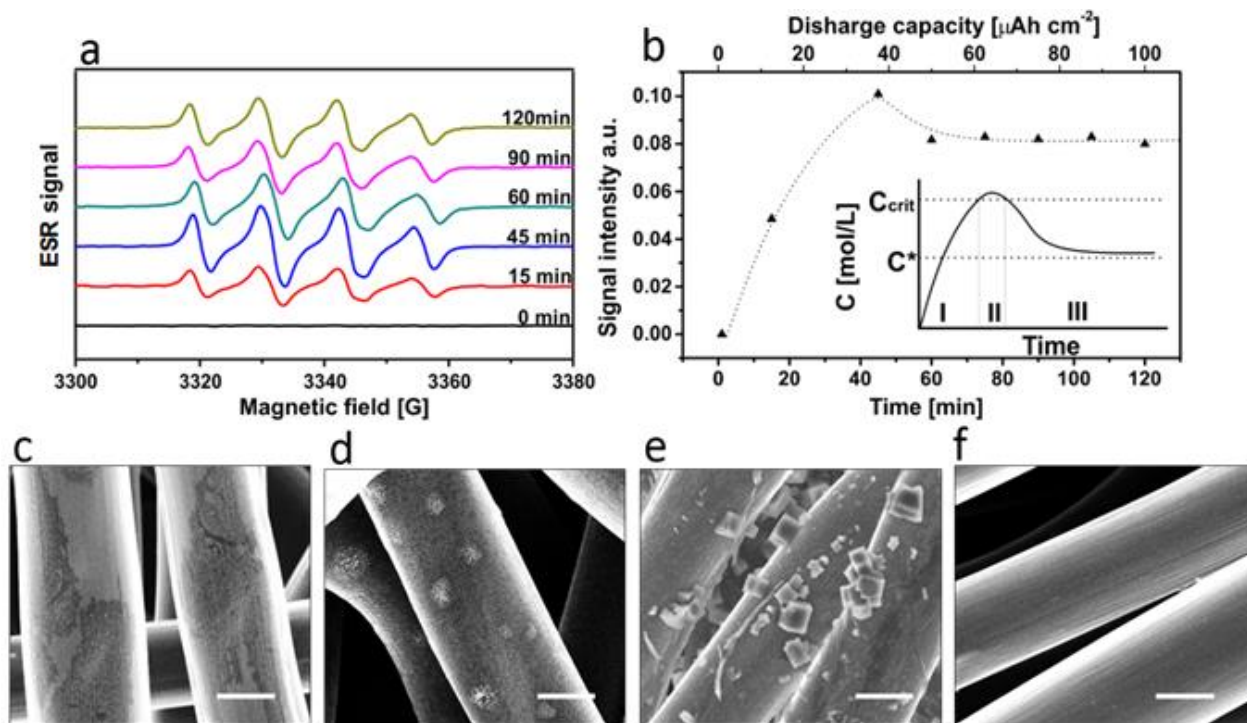 a
ESR signal
120min
90 min
60 min
45 min
15 min
0 min
3300 3320 3340 3360 3380
Magnetic field [G]
b
Disharge capacity [µAh cm⁻²]
0 20 40 60 80 100
Signal intensity a.u.
0.10
0.08
0.06
0.04
0.02
0.00
0 20 40 60 80 100 120
Time [min]
C [mol/L]
Ccrit
C*
I II III
Time
c
d
e
f